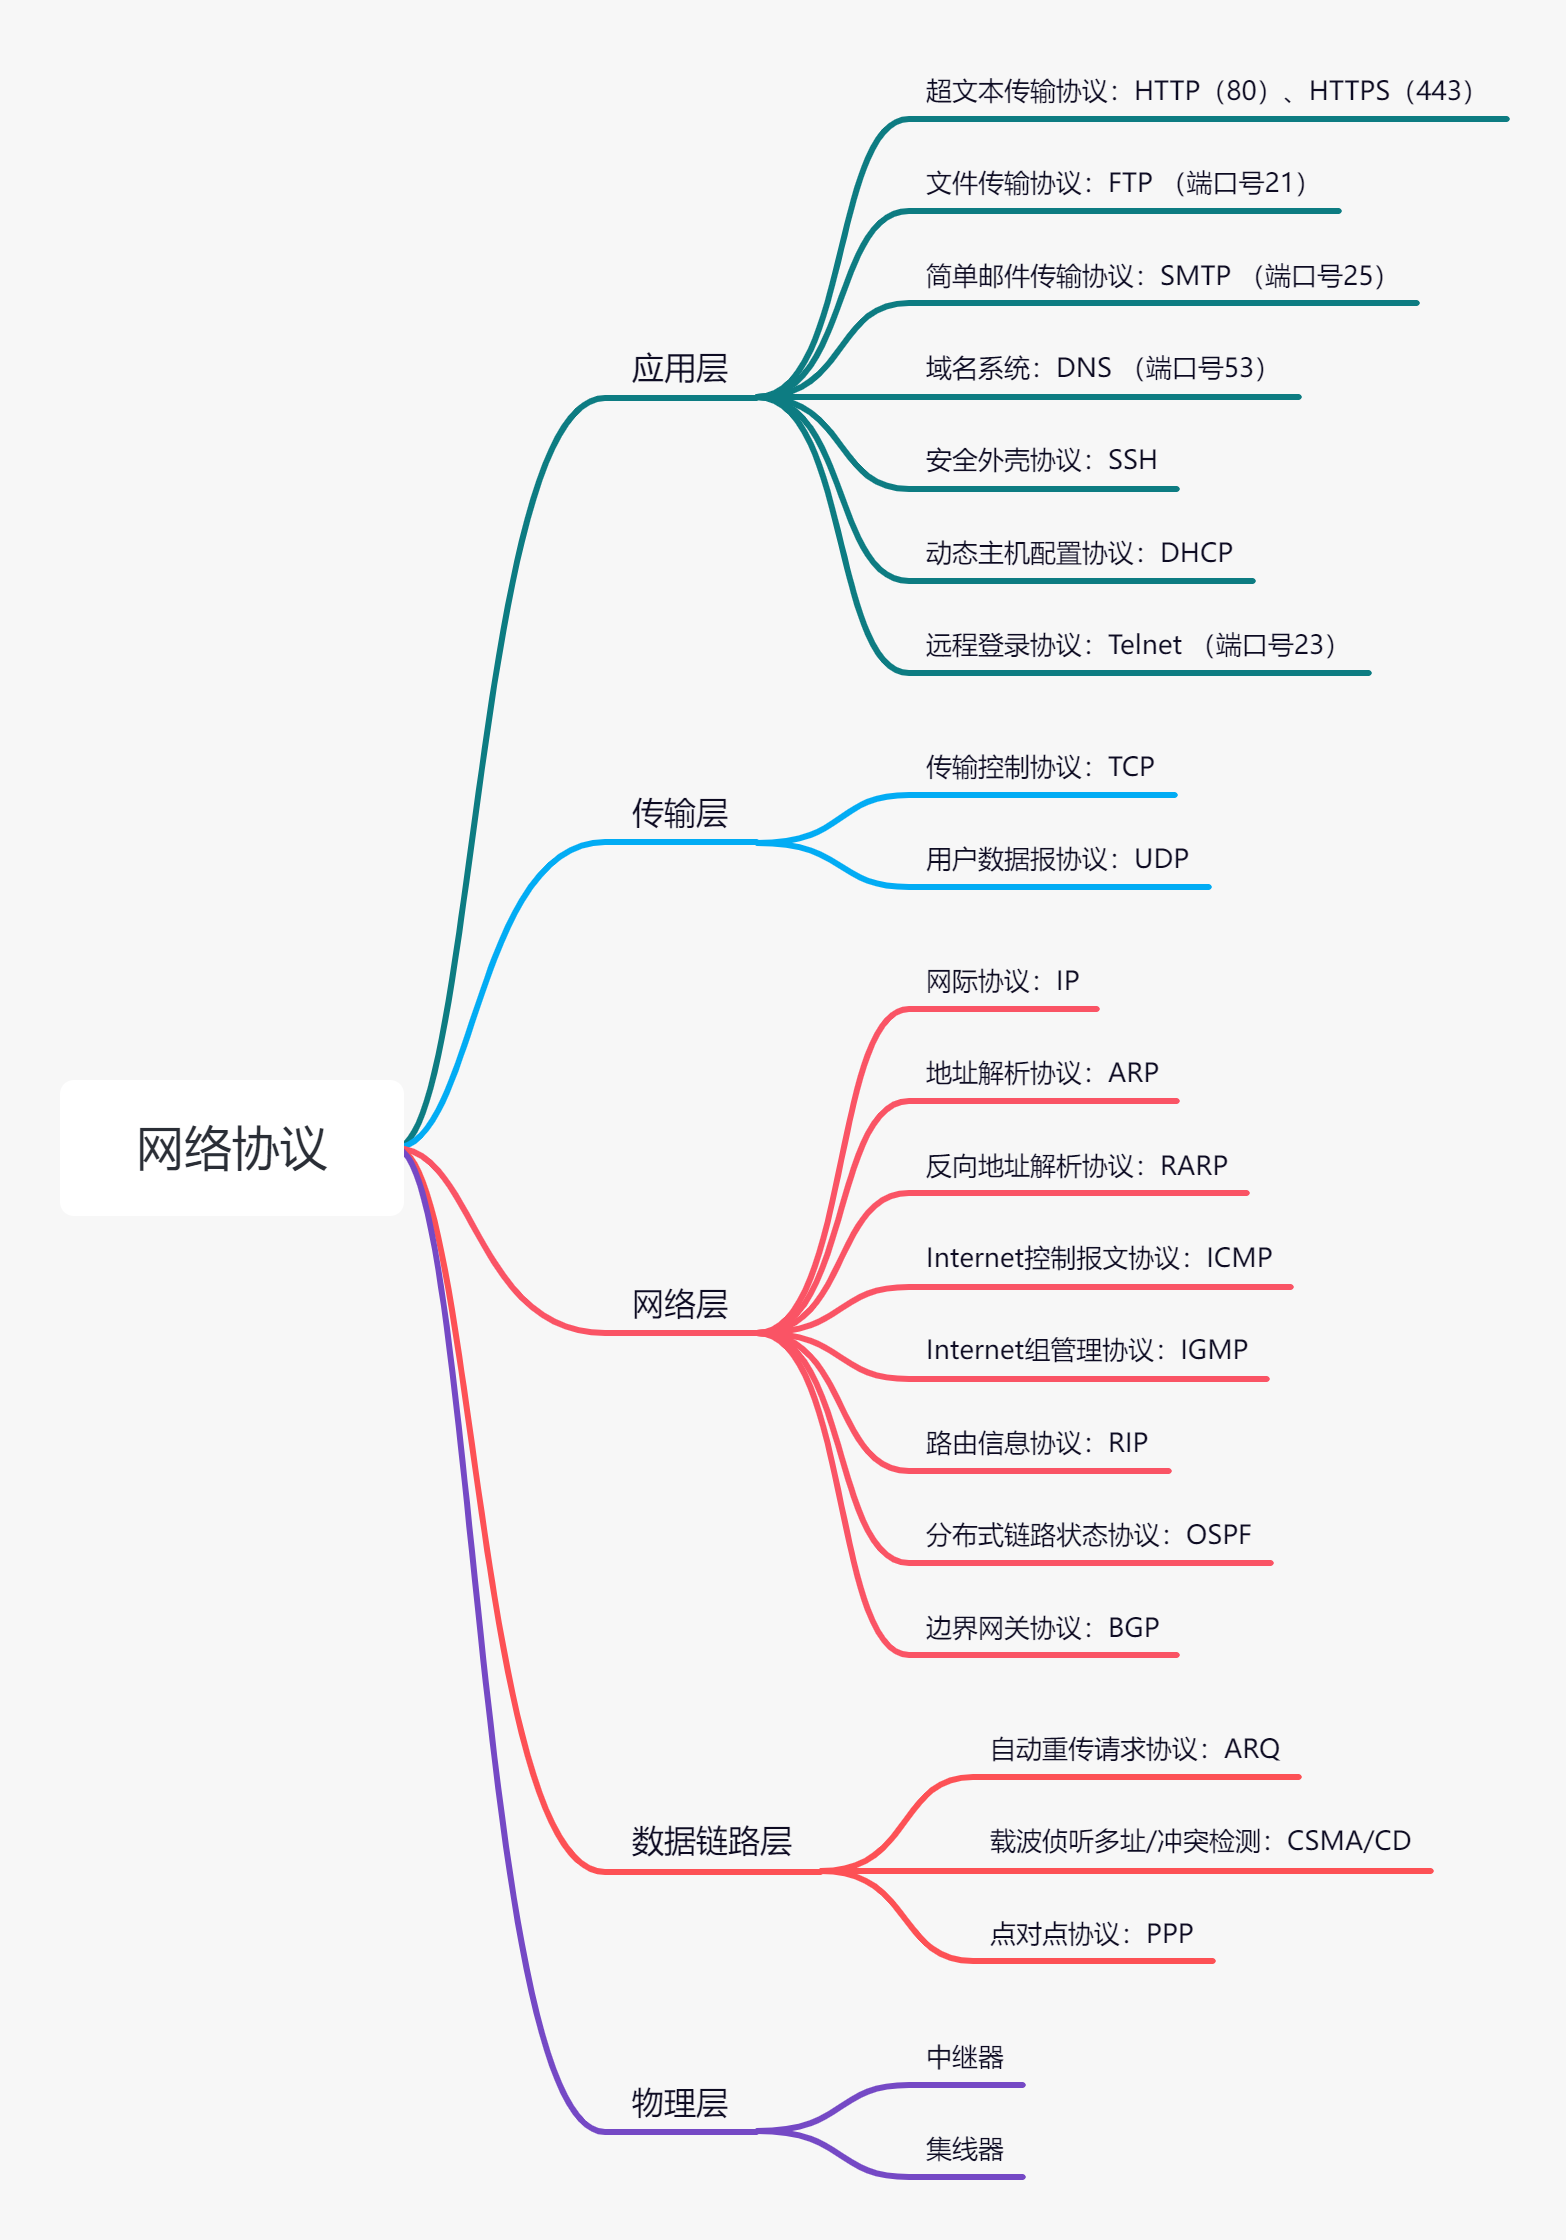 网络协议
应用层
超文本传输协议：HTTP（80）、HTTPS（443）
文件传输协议：FTP （端口号21）
简单邮件传输协议：SMTP （端口号25）
域名系统：DNS （端口号53）
安全外壳协议：SSH
动态主机配置协议：DHCP
远程登录协议：Telnet （端口号23）
传输层
传输控制协议：TCP
用户数据报协议：UDP
网络层
网际协议：IP
地址解析协议：ARP
反向地址解析协议：RARP
Internet控制报文协议：ICMP
Internet组管理协议：IGMP
路由信息协议：RIP
分布式链路状态协议：OSPF
边界网关协议：BGP
数据链路层
自动重传请求协议：ARQ
载波侦听多址/冲突检测：CSMA/CD
点对点协议：PPP
物理层
中继器
集线器